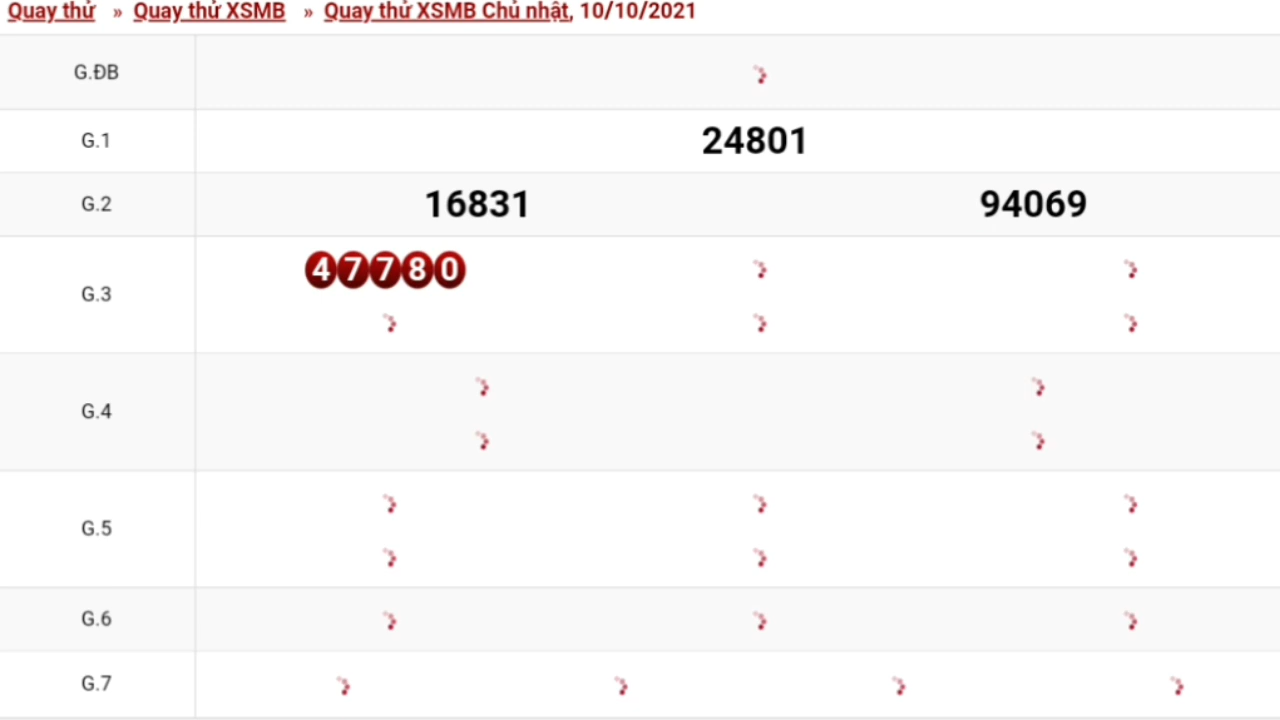 Quay thử » Quay thử XSMB » Quay thử XSMB Chủ nhật, 10/10/2021
G.ĐB
G.1 24801
G.2 16831 94069
G.3 47780
G.4
G.5
G.6
G.7